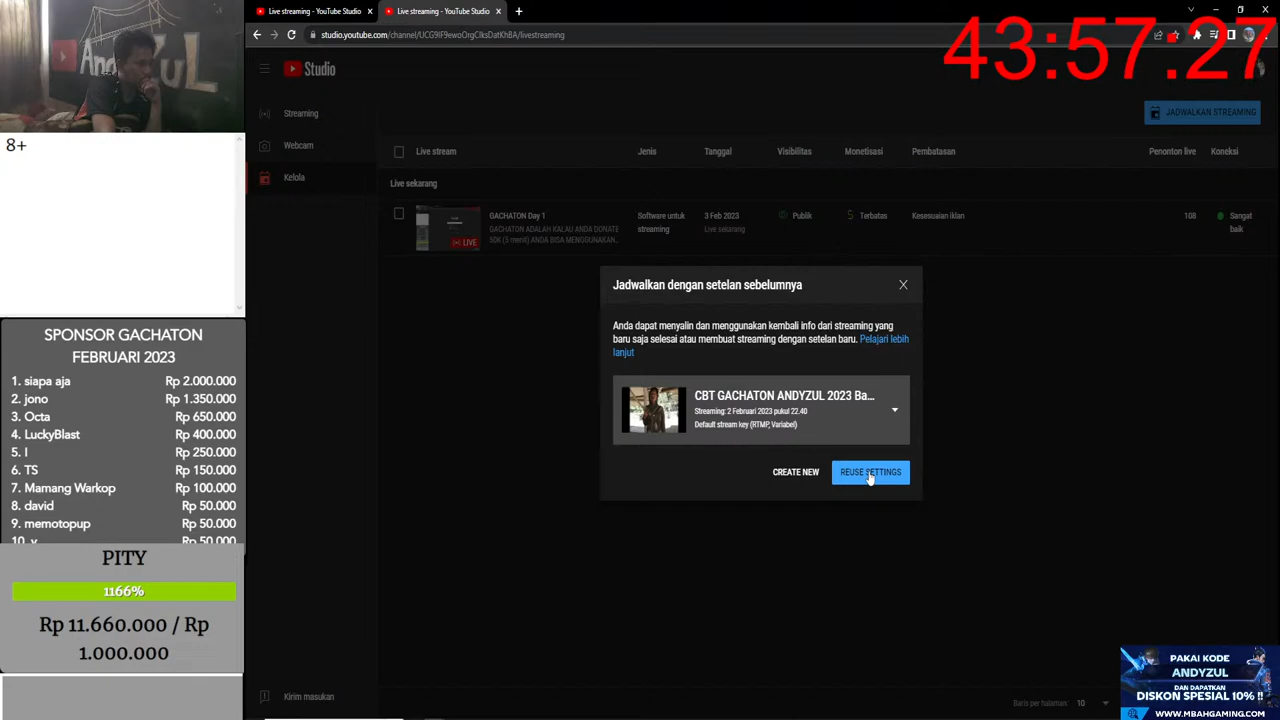 Live streaming - YouTube Studio
Live streaming - YouTube Studio
studio.youtube.com/channel/UCG9IF9ewoOrgClksDatKhBA/livestreaming
43:57:27
AndyZuL
8+
Studio
JADWALKAN STREAMING
Streaming
Webcam
Kelola
Live stream Jenis Tanggal Visibilitas Monetisasi Pembatasan Penonton live Koneksi
Live sekarang
LIVE
GACHATON Day 1
GACHATON ADALAH KALAU ANDA DONATE
50K (5 menit) ANDA BISA MENGGUNAKAN...
Software untuk
streaming
3 Feb 2023
Live sekarang
Publik
Terbatas
Kesesuaian iklan
108
Sangat
baik
Jadwalkan dengan setelan sebelumnya
Anda dapat menyalin dan menggunakan kembali info dari streaming yang
baru saja selesai atau membuat streaming dengan setelan baru. Pelajari lebih
lanjut
CBT GACHATON ANDYZUL 2023 Ba...
Streaming: 2 Februari 2023 pukul 22.40
Default stream key (RTMP, Variabel)
CREATE NEW
REUSE SETTINGS
SPONSOR GACHATON
FEBRUARI 2023
1. siapa aja Rp 2.000.000
2. jono Rp 1.350.000
3. Octa Rp 650.000
4. LuckyBlast Rp 400.000
5. I Rp 250.000
6. TS Rp 150.000
7. Mamang Warkop Rp 100.000
8. david Rp 50.000
9. memotopup Rp 50.000
10. y Rp 50.000
PITY
1166%
Rp 11.660.000 / Rp
1.000.000
Kirim masukan
Baris per halaman: 10
PAKAI KODE
ANDYZUL
DAN DAPATKAN
DISKON SPESIAL 10% !!
WWW.MBAHGAMING.COM